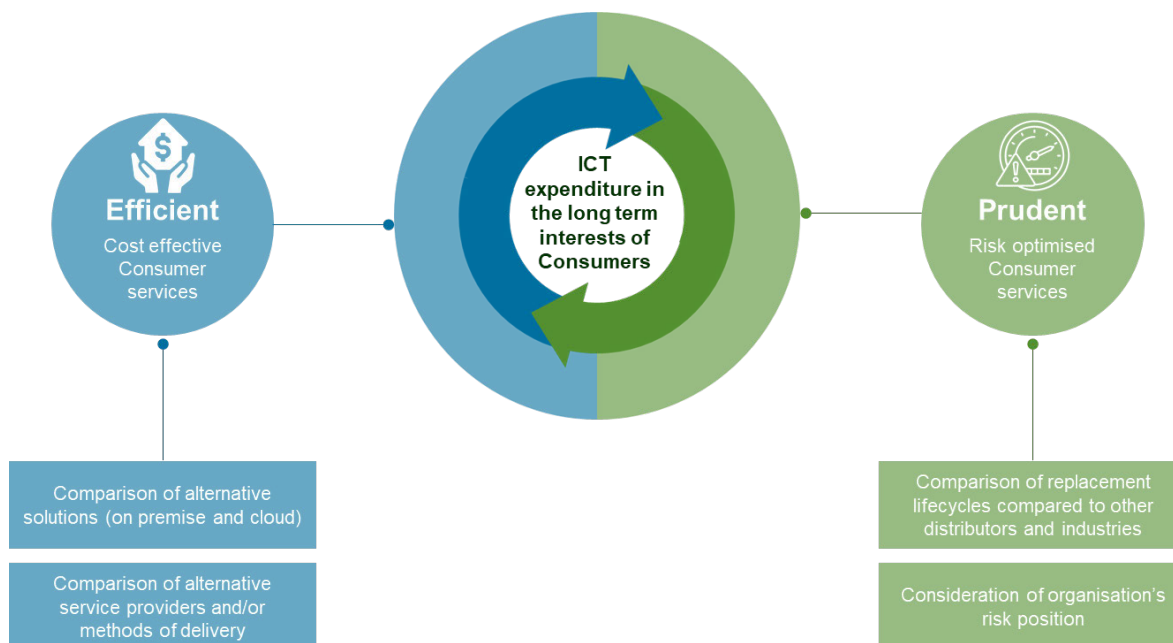 $
Efficient
Cost effective
Consumer
services
ICT
expenditure in
the long term
interests of
Consumers
!
Prudent
Risk optimised
Consumer
services
Comparison of alternative
solutions (on premise and cloud)
Comparison of alternative
service providers and/or
methods of delivery
Comparison of replacement
lifecycles compared to other
distributors and industries
Consideration of organisation's
risk position